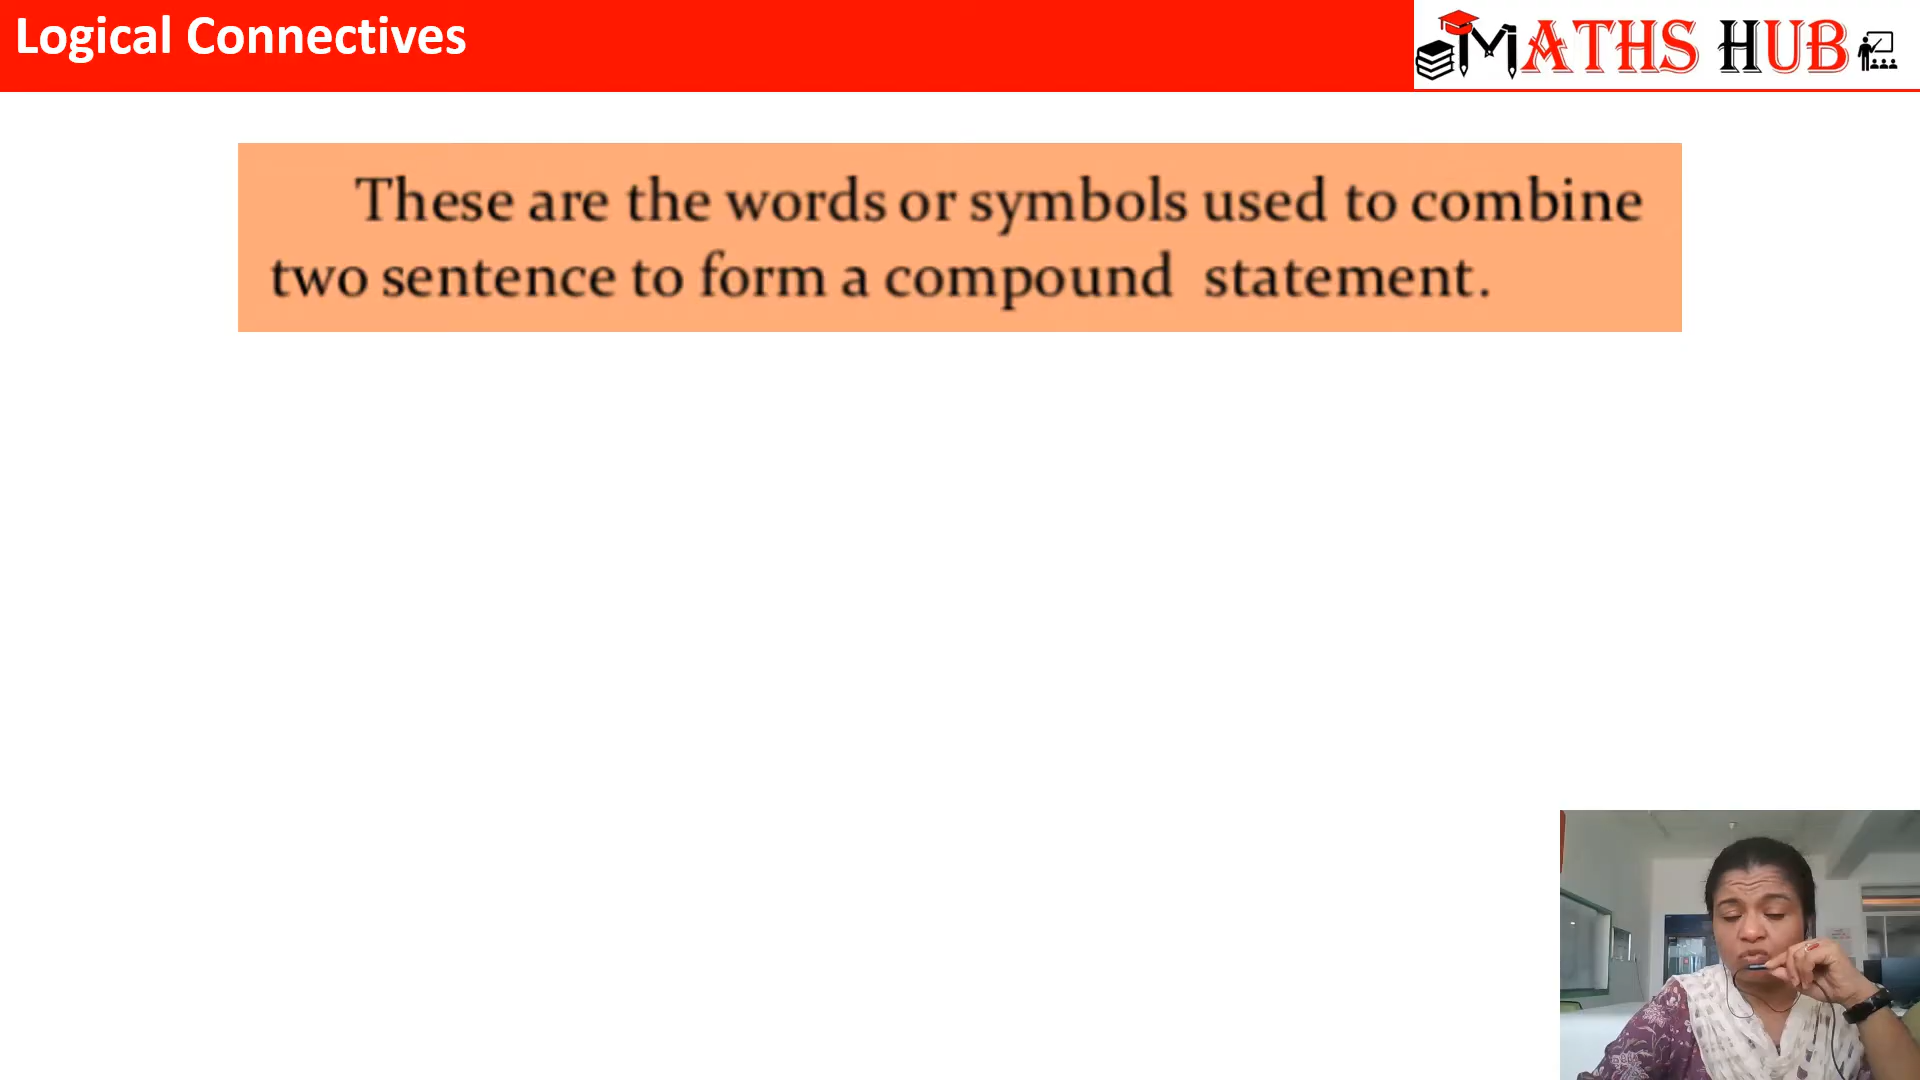 Logical Connectives
MATHS HUB
These are the words or symbols used to combine
two sentence to form a compound statement.